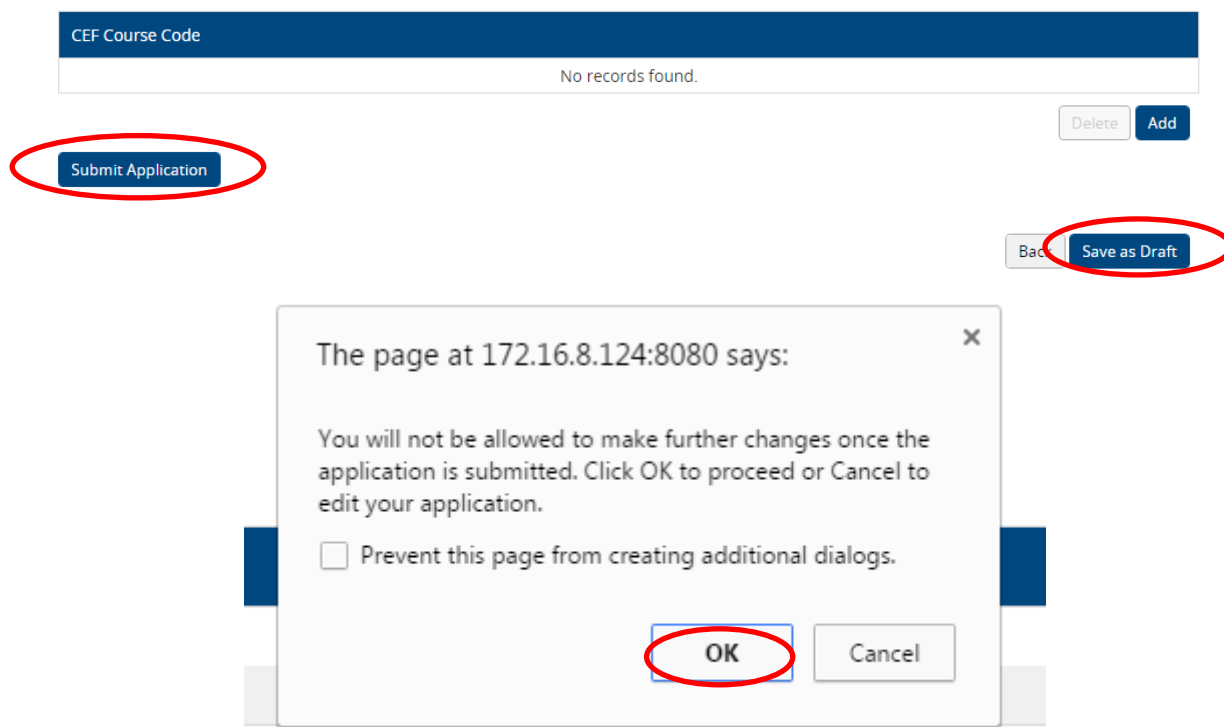 CEF Course Code
No records found.
Delete Add
Submit Application
Back Save as Draft
The page at 172.16.8.124:8080 says:
You will not be allowed to make further changes once the
application is submitted. Click OK to proceed or Cancel to
edit your application.
Prevent this page from creating additional dialogs.
OK Cancel